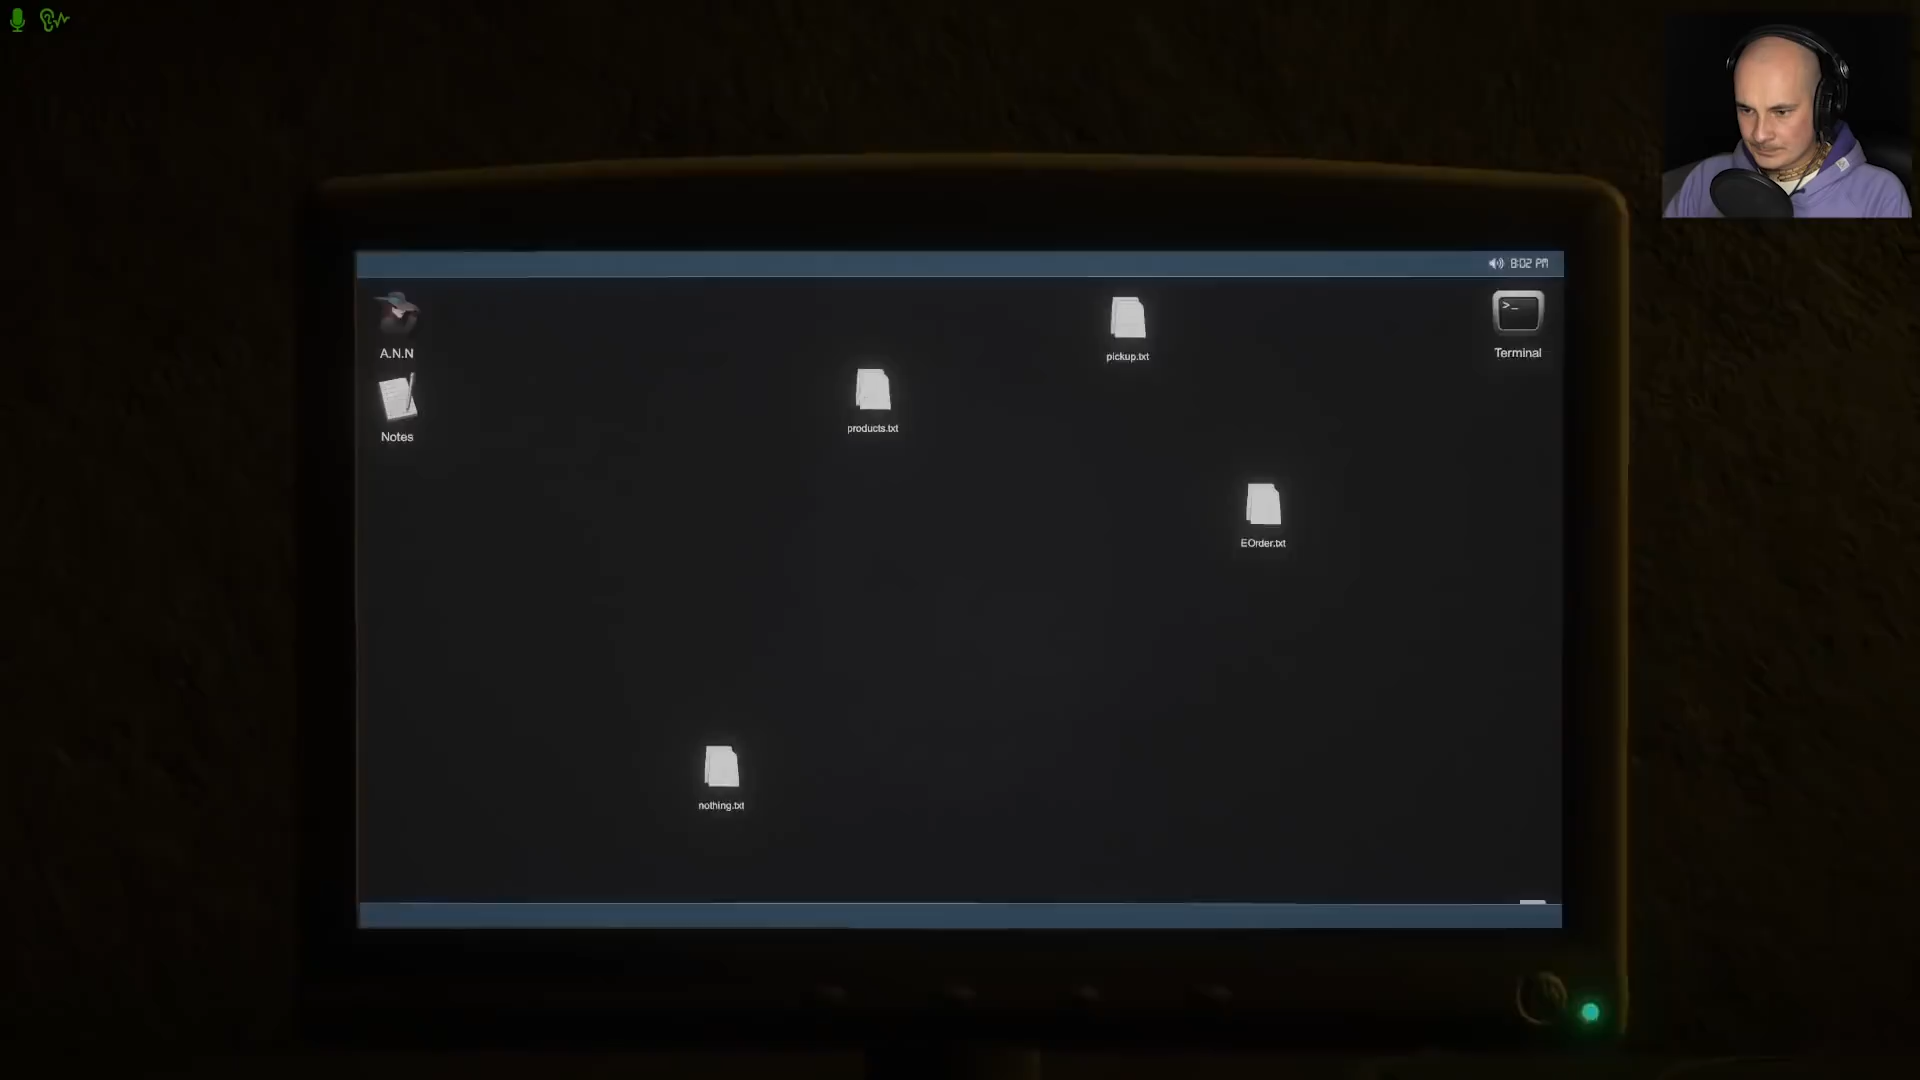 8:02 PM
A.N.N
pickup.txt
Terminal
products.txt
Notes
EOrder.txt
nothing.txt